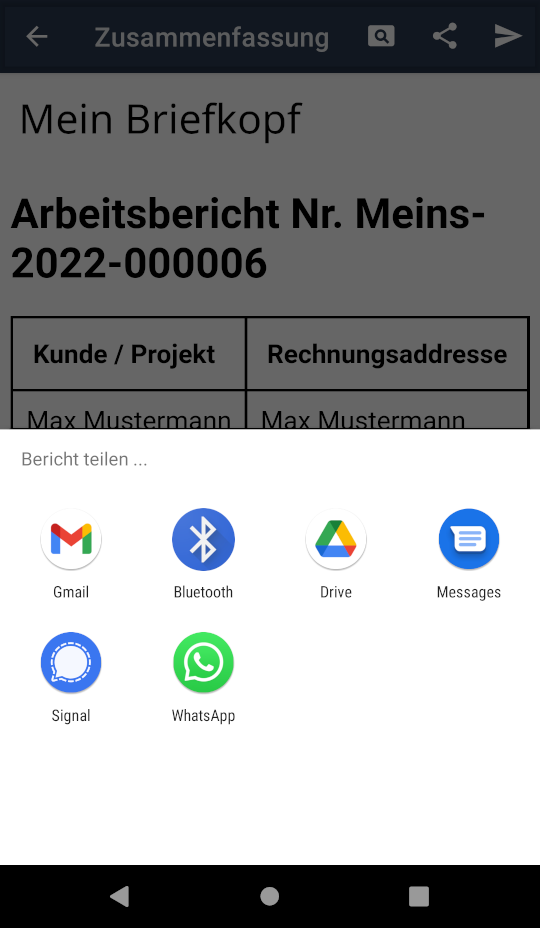 Zusammenfassung
Mein Briefkopf
Arbeitsbericht Nr. Meins-
2022-000006
Kunde / Projekt Rechnungsaddresse
Max Mustermann Max Mustermann
Bericht teilen ...
Gmail Bluetooth Drive Messages
Signal WhatsApp